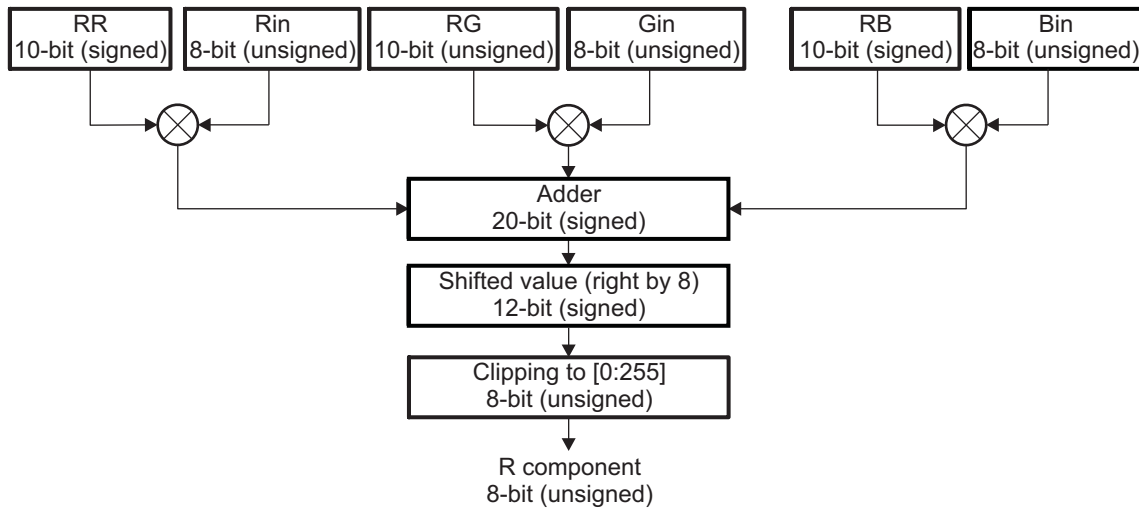 RR
10-bit (signed)
Rin
8-bit (unsigned)
RG
10-bit (unsigned)
Gin
8-bit (unsigned)
RB
10-bit (signed)
Bin
8-bit (unsigned)
Adder
20-bit (signed)
Shifted value (right by 8)
12-bit (signed)
Clipping to [0:255]
8-bit (unsigned)
R component
8-bit (unsigned)